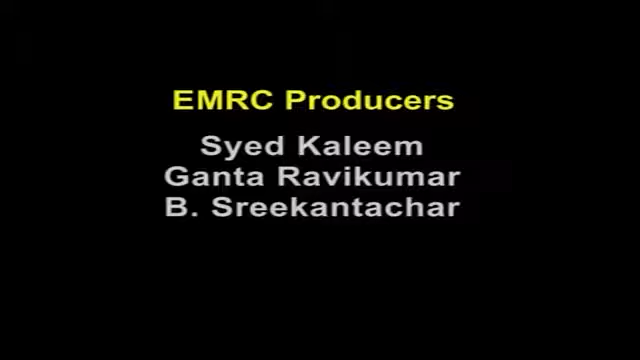 EMRC Producers
Syed Kaleem
Ganta Ravikumar
B. Sreekantachar